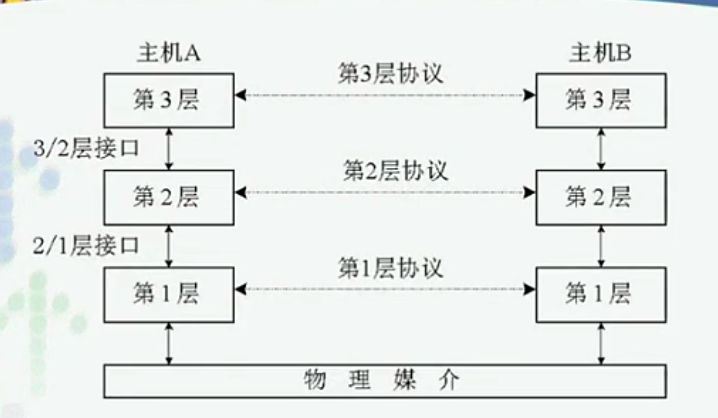 主机A 主机B
第3层协议
第3层 第3层
3/2层接口
第2层协议
第2层 第2层
2/1层接口
第1层协议
第1层 第1层
物 理 媒 介